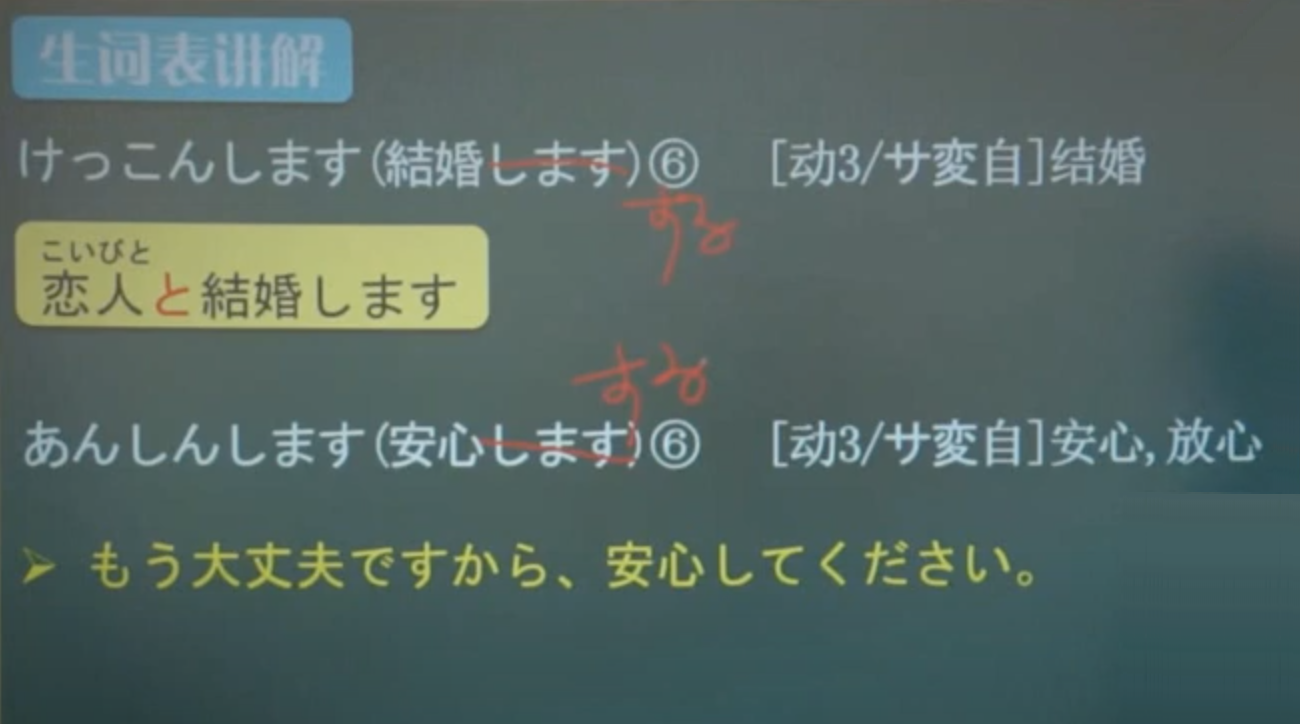 生词表讲解
けっこんします(結婚します)⑥ [动3/サ変自]结婚
する
こいびと
恋人と結婚します
する
あんしんします(安心します)⑥ [动3/サ変自]安心,放心
➢ もう大丈夫ですから、安心してください。